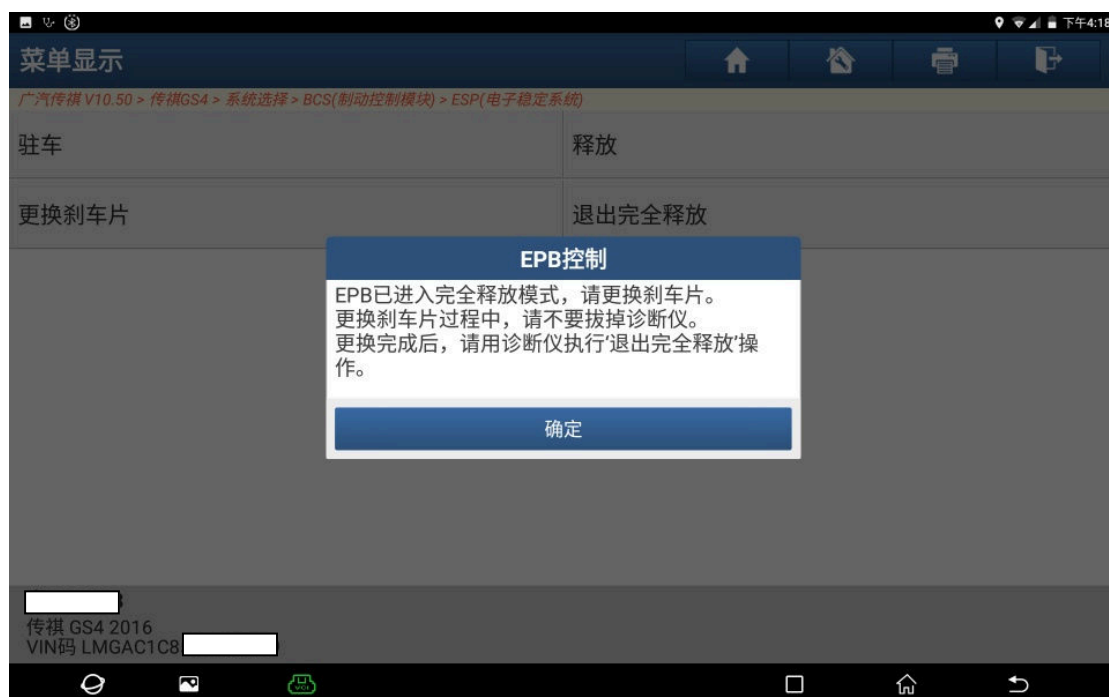 下午4:18
菜单显示
广汽传祺 V10.50 > 传祺GS4 > 系统选择 > BCS(制动控制模块) > ESP(电子稳定系统)
驻车
释放
更换刹车片
退出完全释放
EPB控制
EPB已进入完全释放模式，请更换刹车片。
更换刹车片过程中，请不要拔掉诊断仪。
更换完成后，请用诊断仪执行'退出完全释放'操
作。
确定
传祺 GS4 2016
VIN码 LMGAC1C8
VCI